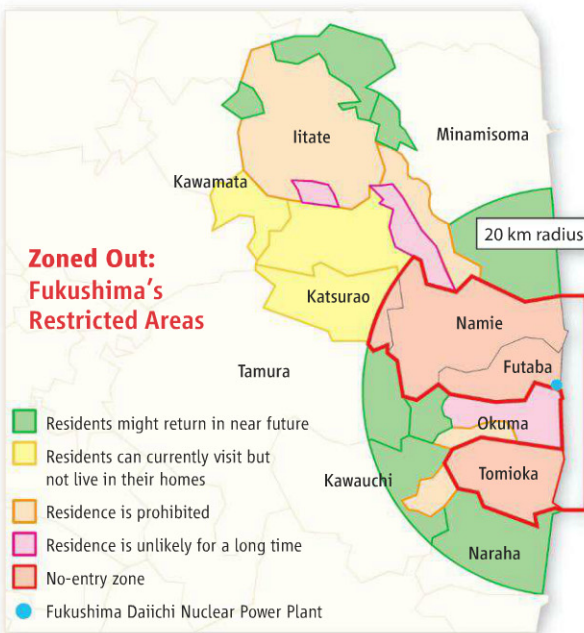 Iitate
Minamisoma
Kawamata
20 km radius
Zoned Out:
Fukushima's
Restricted Areas
Katsurao
Namie
Tamura
Futaba
Okuma
Kawauchi
Tomioka
Naraha
Residents might return in near future
Residents can currently visit but
not live in their homes
Residence is prohibited
Residence is unlikely for a long time
No-entry zone
Fukushima Daiichi Nuclear Power Plant